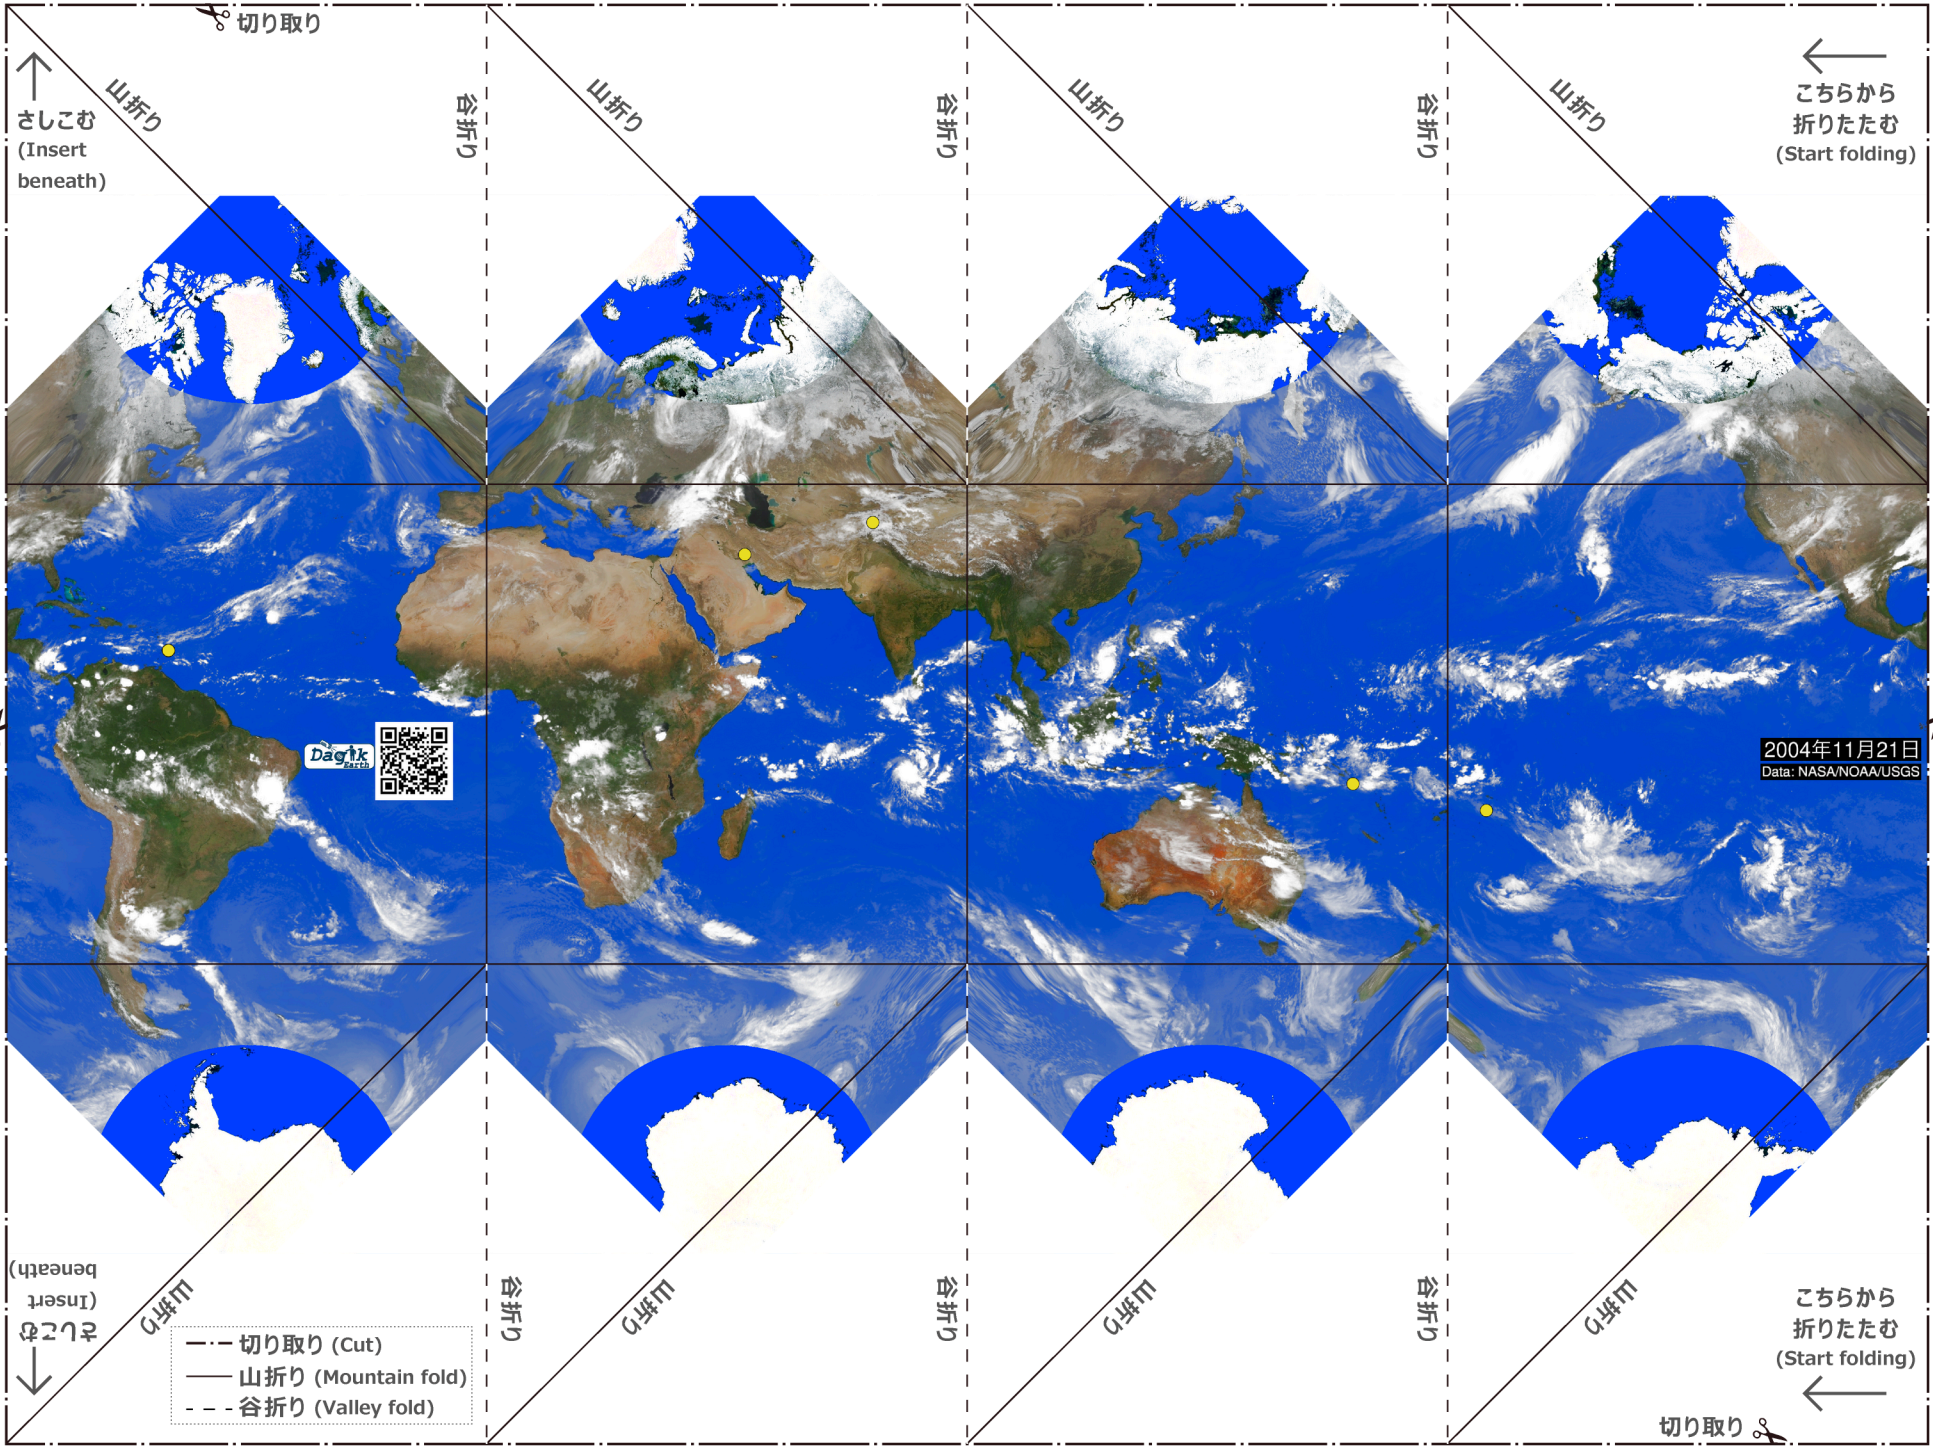 切り取り
山折り
谷折り
山折り
谷折り
山折り
谷折り
山折り
さしこむ
(Insert
beneath)
こちらから
折りたたむ
(Start folding)
Dagik
Earth
2004年11月21日
Data: NASA/NOAA/USGS
さしこむ
(Insert
beneath)
山折り
谷折り
山折り
谷折り
山折り
谷折り
山折り
切り取り (Cut)
山折り (Mountain fold)
谷折り (Valley fold)
こちらから
折りたたむ
(Start folding)
切り取り